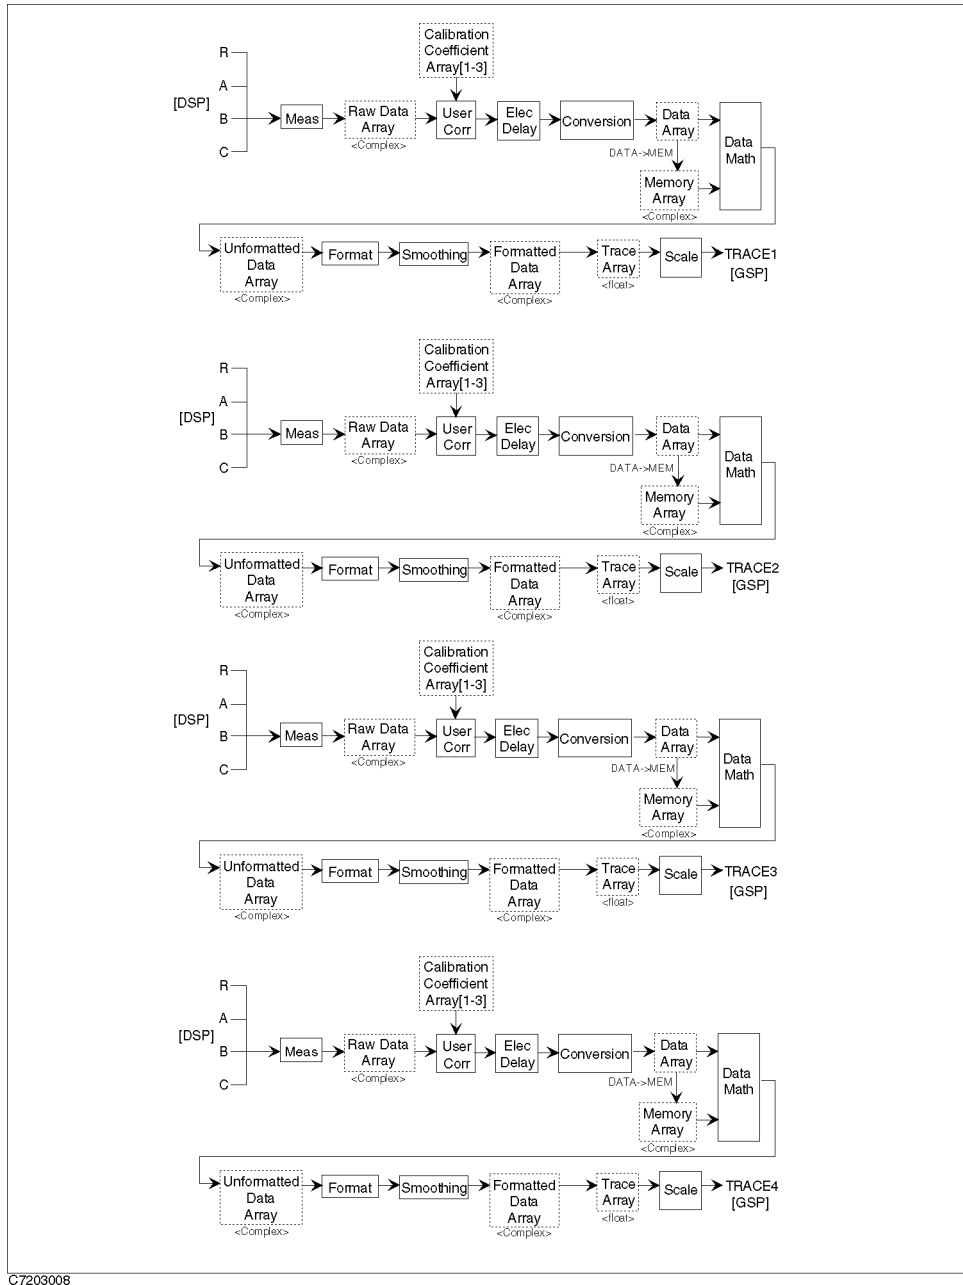 Calibration
Coefficient
Array[1-3]
R
A
[DSP]
B
C
Meas
Raw Data
Array
<Complex>
User
Corr
Elec
Delay
Conversion
Data
Array
DATA->MEM
Memory
Array
<Complex>
Data
Math
Unformatted
Data
Array
<Complex>
Format
Smoothing
Formatted
Data
Array
<Complex>
Trace
Array
<float>
Scale
TRACE1
[GSP]
Calibration
Coefficient
Array[1-3]
R
A
[DSP]
B
C
Meas
Raw Data
Array
<Complex>
User
Corr
Elec
Delay
Conversion
Data
Array
DATA->MEM
Memory
Array
<Complex>
Data
Math
Unformatted
Data
Array
<Complex>
Format
Smoothing
Formatted
Data
Array
<Complex>
Trace
Array
<float>
Scale
TRACE2
[GSP]
Calibration
Coefficient
Array[1-3]
R
A
[DSP]
B
C
Meas
Raw Data
Array
<Complex>
User
Corr
Elec
Delay
Conversion
Data
Array
DATA->MEM
Memory
Array
<Complex>
Data
Math
Unformatted
Data
Array
<Complex>
Format
Smoothing
Formatted
Data
Array
<Complex>
Trace
Array
<float>
Scale
TRACE3
[GSP]
Calibration
Coefficient
Array[1-3]
R
A
[DSP]
B
C
Meas
Raw Data
Array
<Complex>
User
Corr
Elec
Delay
Conversion
Data
Array
DATA->MEM
Memory
Array
<Complex>
Data
Math
Unformatted
Data
Array
<Complex>
Format
Smoothing
Formatted
Data
Array
<Complex>
Trace
Array
<float>
Scale
TRACE4
[GSP]
C7203008